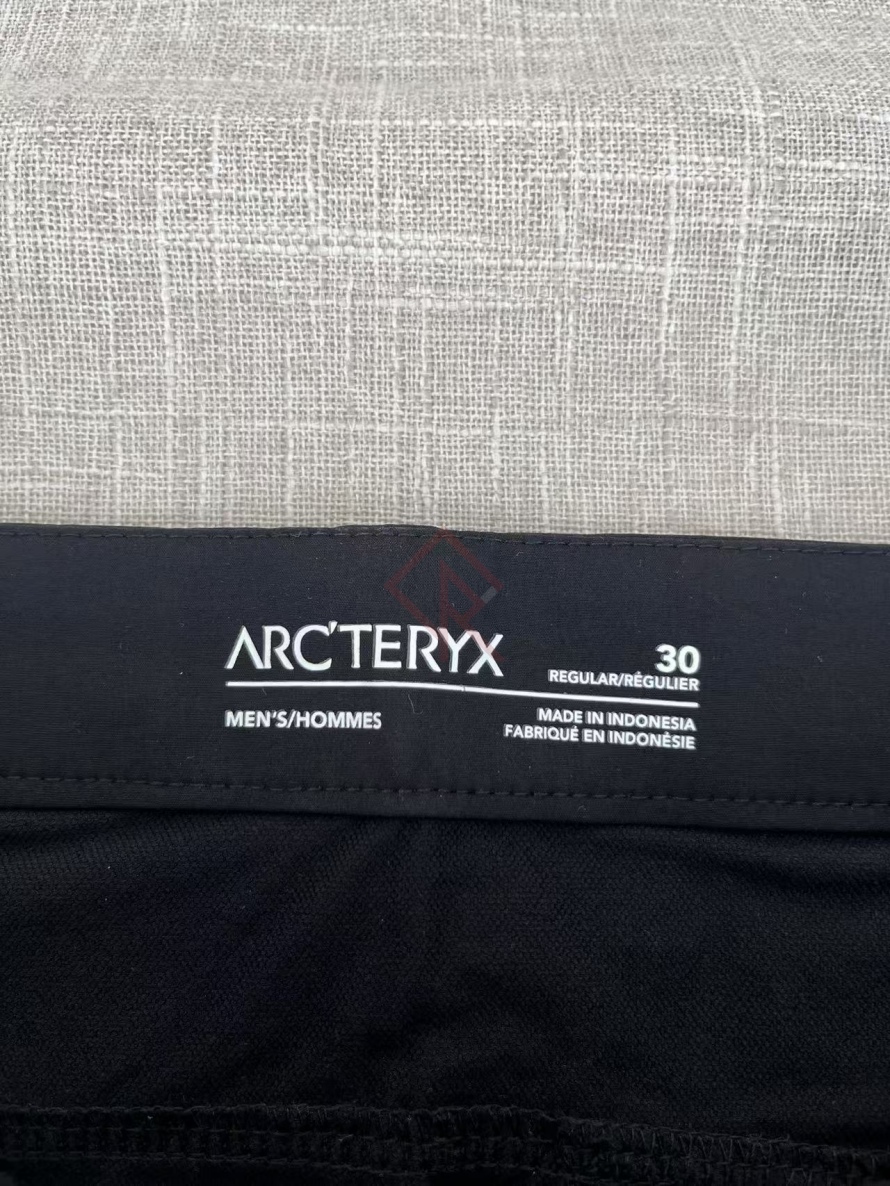 ARC'TERYX
30
REGULAR/RÉGULIER
MEN'S/HOMMES
MADE IN INDONESIA
FABRIQUÉ EN INDONÉSIE